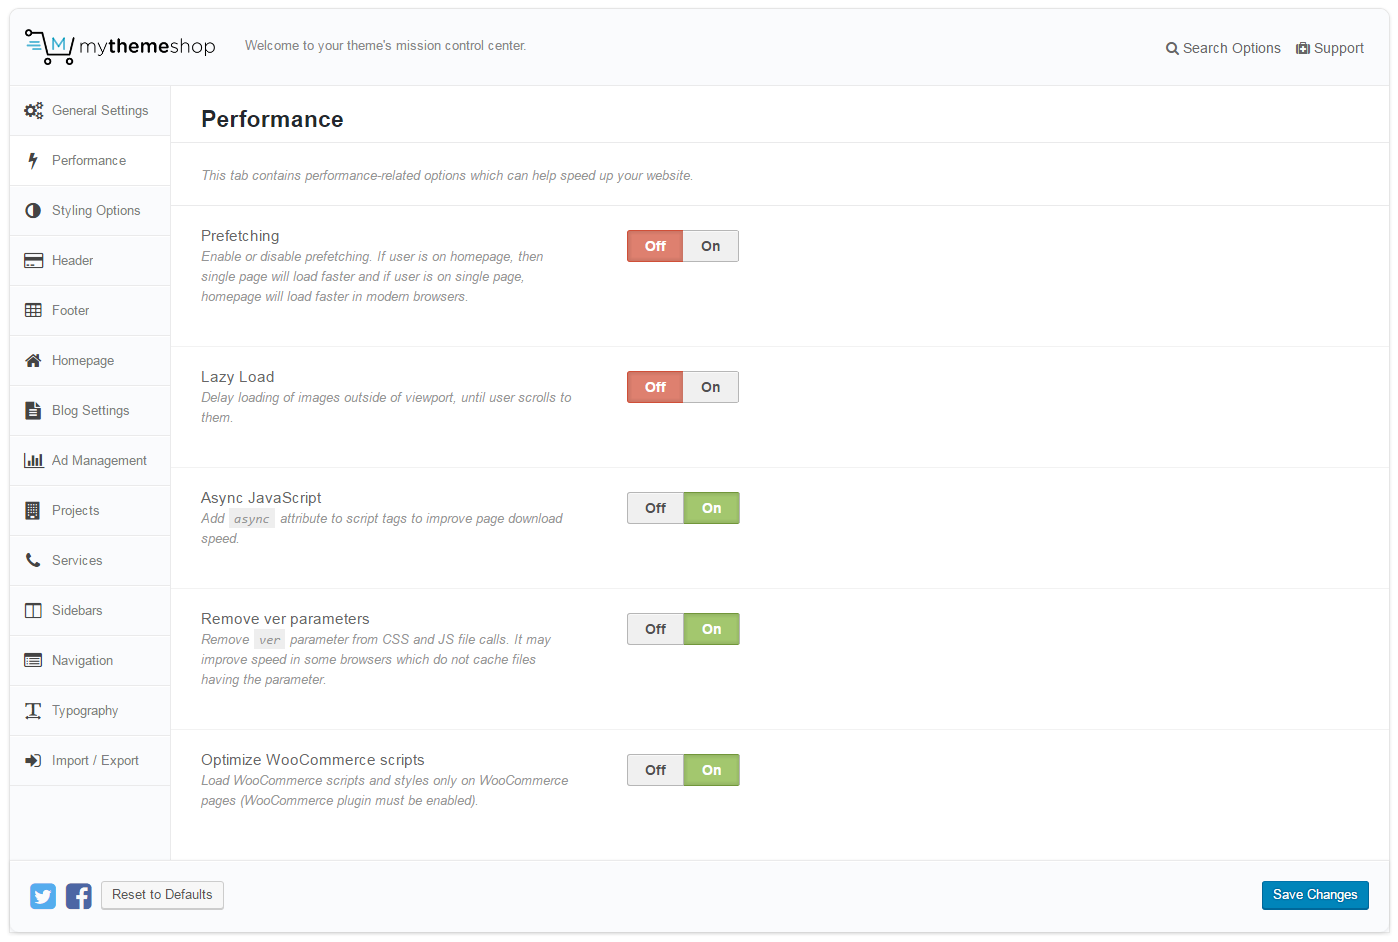 mythemeshop
Welcome to your theme's mission control center.
Search Options
Support
General Settings
Performance
Styling Options
Header
Footer
Homepage
Blog Settings
Ad Management
Projects
Services
Sidebars
Navigation
Typography
Import / Export
Performance
This tab contains performance-related options which can help speed up your website.
Prefetching
Enable or disable prefetching. If user is on homepage, then
single page will load faster and if user is on single page,
homepage will load faster in modern browsers.
Off On
Lazy Load
Delay loading of images outside of viewport, until user scrolls to
them.
Off On
Async JavaScript
Add async attribute to script tags to improve page download
speed.
Off On
Remove ver parameters
Remove ver parameter from CSS and JS file calls. It may
improve speed in some browsers which do not cache files
having the parameter.
Off On
Optimize WooCommerce scripts
Load WooCommerce scripts and styles only on WooCommerce
pages (WooCommerce plugin must be enabled).
Off On
Reset to Defaults
Save Changes